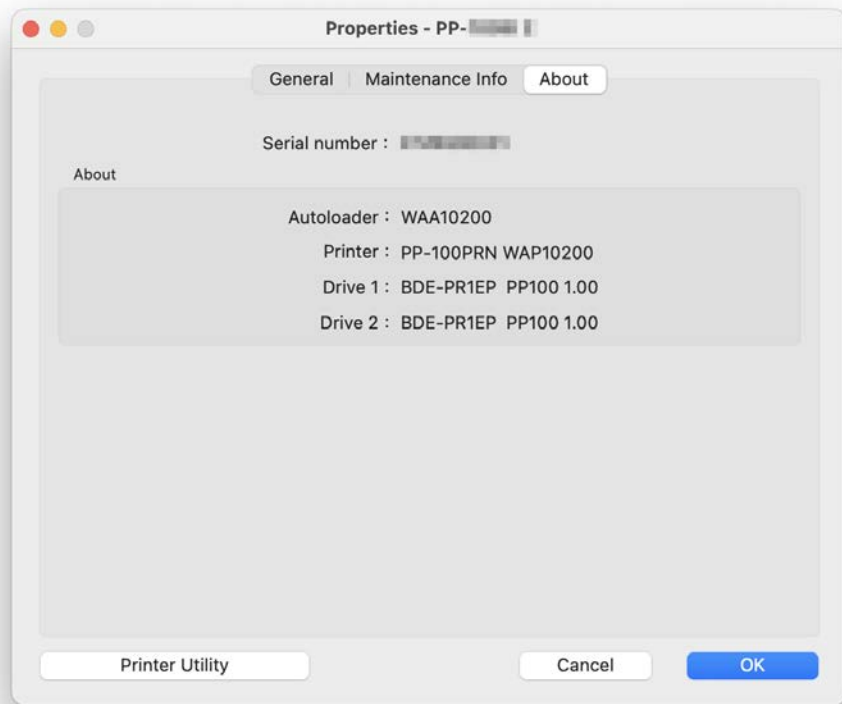 Properties - PP-
General Maintenance Info About
Serial number :
About
Autoloader : WAA10200
Printer : PP-100PRN WAP10200
Drive 1 : BDE-PR1EP PP100 1.00
Drive 2 : BDE-PR1EP PP100 1.00
Printer Utility Cancel OK